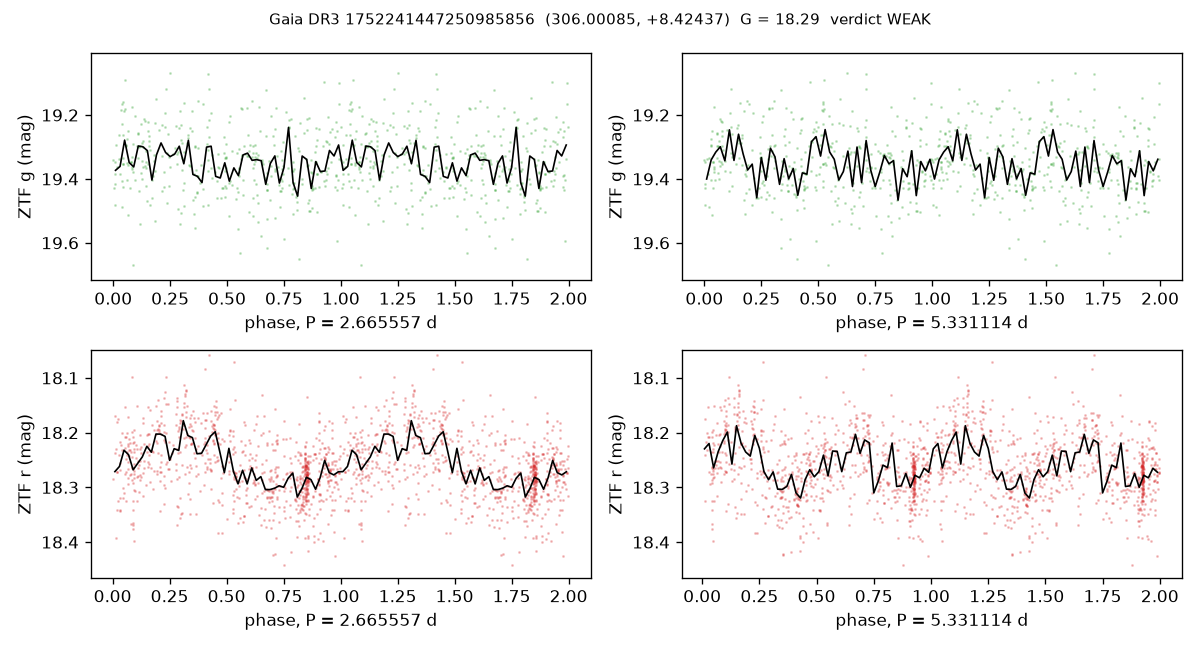 Gaia DR3 1752241447250985856 (306.00085, +8.42437) G = 18.29 verdict WEAK
ZTF g (mag)
19.2
19.4
19.6
0.00 0.25 0.50 0.75 1.00 1.25 1.50 1.75 2.00
phase, P = 2.665557 d
ZTF g (mag)
19.2
19.4
19.6
0.00 0.25 0.50 0.75 1.00 1.25 1.50 1.75 2.00
phase, P = 5.331114 d
ZTF r (mag)
18.1
18.2
18.3
18.4
0.00 0.25 0.50 0.75 1.00 1.25 1.50 1.75 2.00
phase, P = 2.665557 d
ZTF r (mag)
18.1
18.2
18.3
18.4
0.00 0.25 0.50 0.75 1.00 1.25 1.50 1.75 2.00
phase, P = 5.331114 d